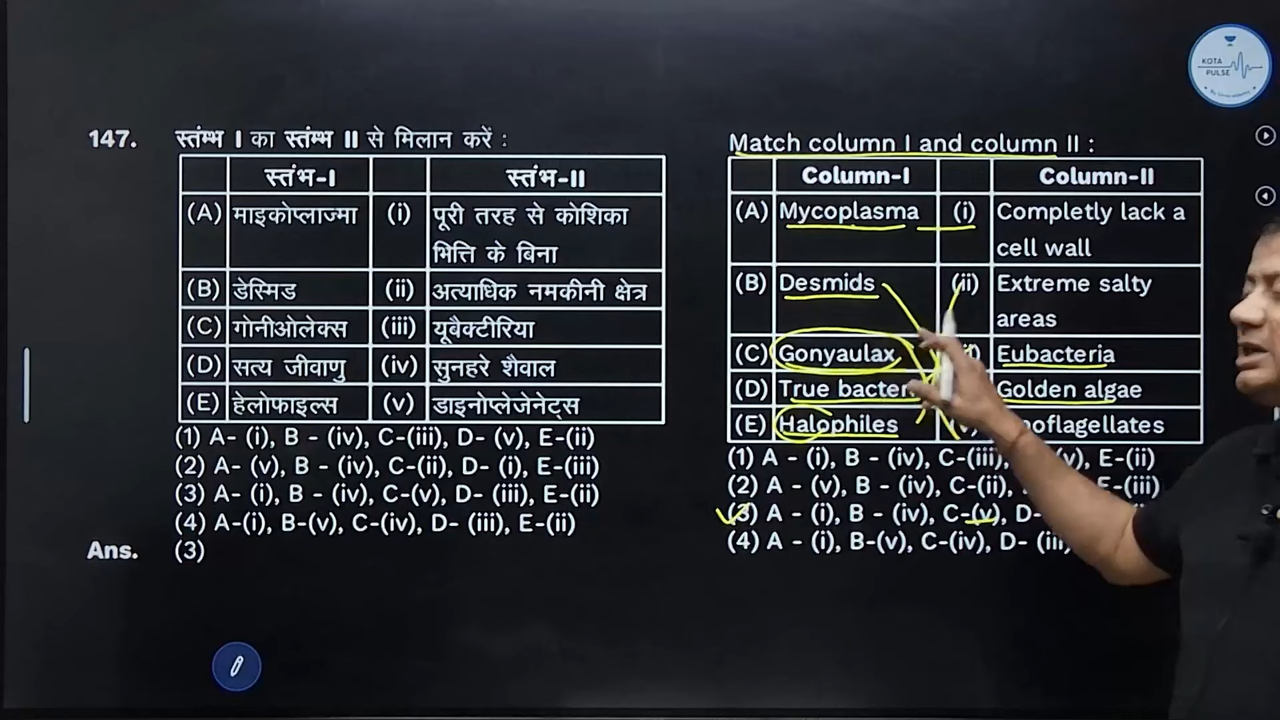 KOTA
PULSE
147. स्तंम्भ I का स्तंम्भ II से मिलान करें :
स्तंभ-I स्तंभ-II
(A) माइकोप्लाज्मा (i) पूरी तरह से कोशिका
भित्ति के बिना
(B) डेस्मिड (ii) अत्याधिक नमकीनी क्षेत्र
(C) गोनीओलेक्स (iii) यूबैक्टीरिया
(D) सत्य जीवाणु (iv) सुनहरे शैवाल
(E) हेलोफाइल्स (v) डाइनोप्लेजेनेट्स
(1) A- (i), B - (iv), C-(iii), D- (v), E-(ii)
(2) A- (v), B - (iv), C-(ii), D- (i), E-(iii)
(3) A- (i), B - (iv), C-(v), D- (iii), E-(ii)
(4) A-(i), B-(v), C-(iv), D- (iii), E-(ii)
Ans. (3)
Match column I and column II :
Column-I Column-II
(A) Mycoplasma (i) Completly lack a
cell wall
(B) Desmids (ii) Extreme salty
areas
(C) Gonyaulax Eubacteria
(D) True Golden algae
(E) Halophiles
(1) A - (i), B - (iv), C-(iii), (v), E-(ii)
(2) A - (v), B - (iv), C-(ii), E-(iii)
(3) A - (i), B - (iv), C-(v), D-
(4) A - (i), B-(v), C-(iv), D- (iii),